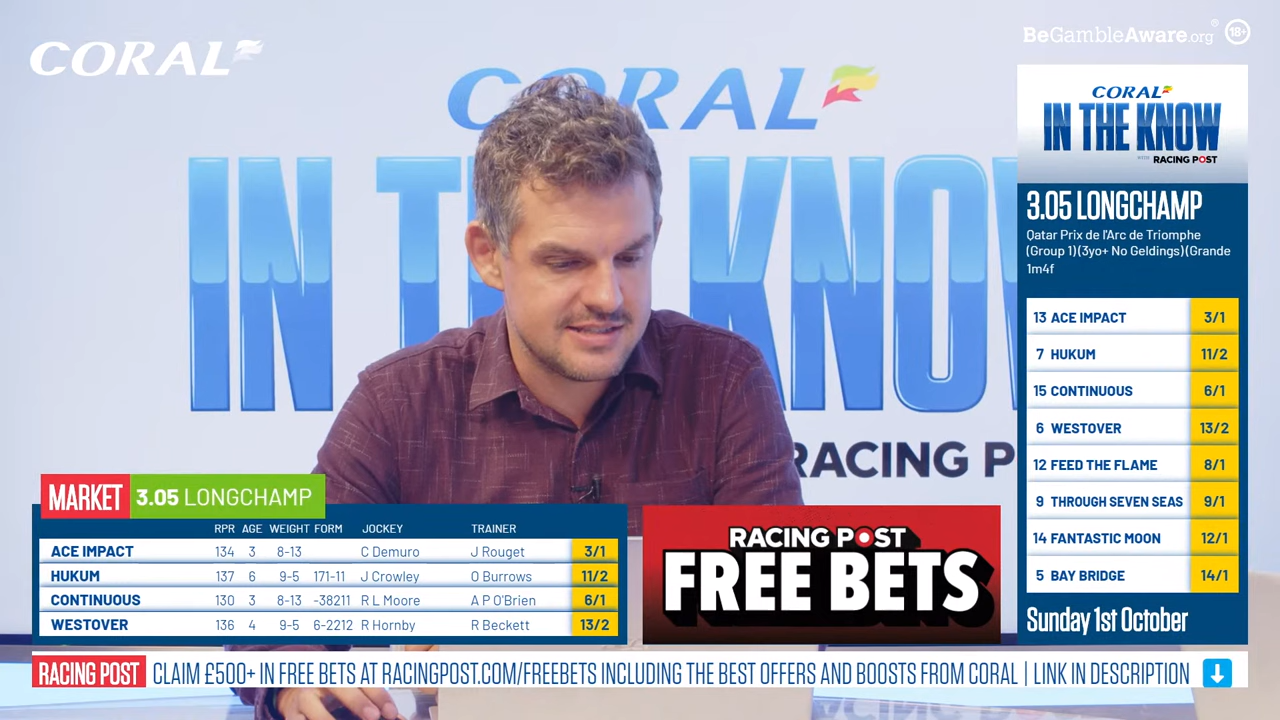 CORAL
BeGambleAware.org® 18+
CORAL
IN THE KNOW
RACING P
CORAL
IN THE KNOW
WITH RACING POST
3.05 LONGCHAMP
Qatar Prix de l'Arc de Triomphe
(Group 1)(3yo+ No Geldings)(Grande
1m4f
13 ACE IMPACT 3/1
7 HUKUM 11/2
15 CONTINUOUS 6/1
6 WESTOVER 13/2
12 FEED THE FLAME 8/1
9 THROUGH SEVEN SEAS 9/1
14 FANTASTIC MOON 12/1
5 BAY BRIDGE 14/1
Sunday 1st October
MARKET 3.05 LONGCHAMP
RPR AGE WEIGHT FORM JOCKEY TRAINER
ACE IMPACT 134 3 8-13 C Demuro J Rouget 3/1
HUKUM 137 6 9-5 171-11 J Crowley O Burrows 11/2
CONTINUOUS 130 3 8-13 -38211 R L Moore A P O'Brien 6/1
WESTOVER 136 4 9-5 6-2212 R Hornby R Beckett 13/2
RACING POST
FREE BETS
RACING POST CLAIM £500+ IN FREE BETS AT RACINGPOST.COM/FREEBETS INCLUDING THE BEST OFFERS AND BOOSTS FROM CORAL | LINK IN DESCRIPTION